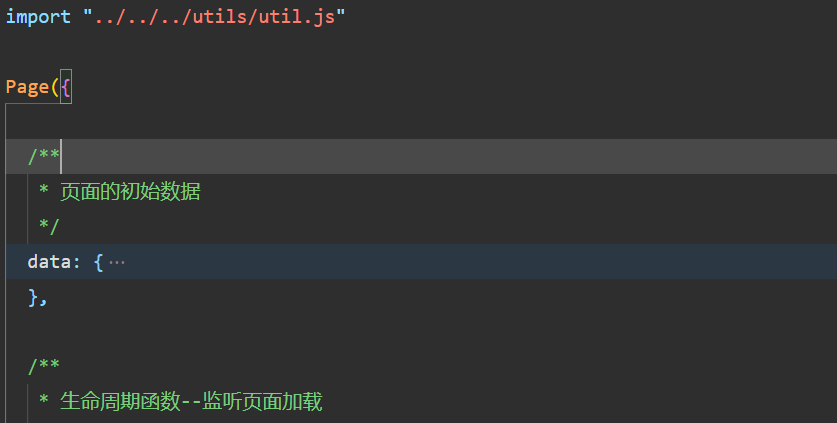 import "../../../utils/util.js"
Page({
/**
* 页面的初始数据
*/
data: {···
},
/**
* 生命周期函数--监听页面加载